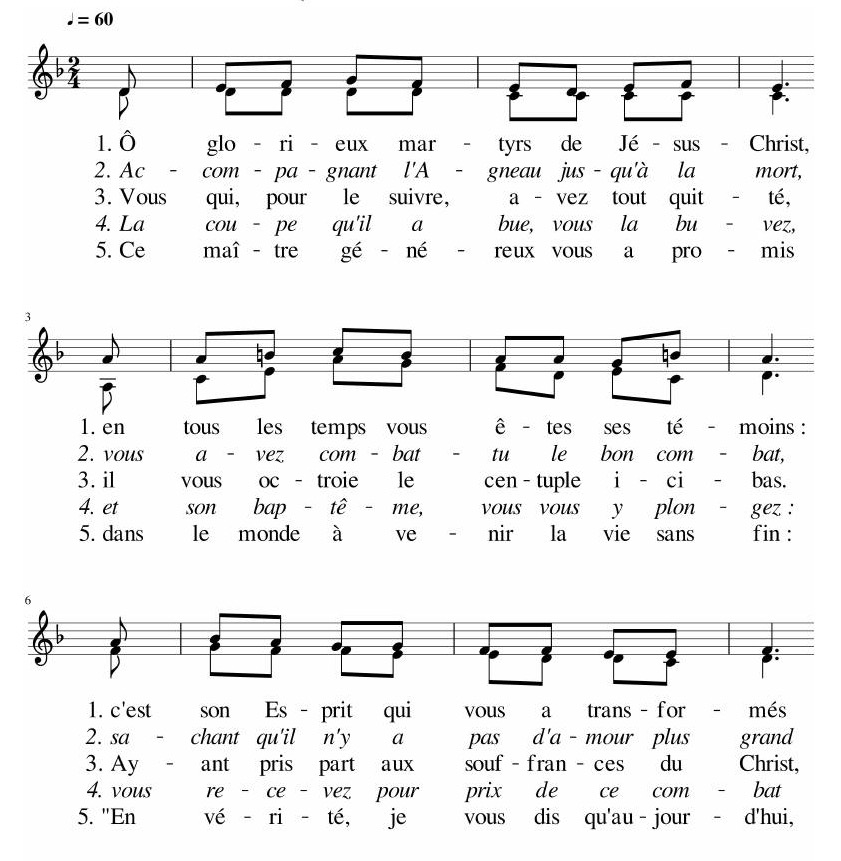 ♩ = 60
1. Ô glo - ri - eux mar - tyrs de Jé - sus - Christ,
2. Ac - com - pa - gnant l'A - gneau jus - qu'à la mort,
3. Vous qui, pour le suivre, a - vez tout quit - té,
4. La cou - pe qu'il a bue, vous la bu - vez,
5. Ce maî - tre gé - né - reux vous a pro - mis
3
1. en tous les temps vous ê - tes ses té - moins :
2. vous a - vez com - bat - tu le bon com - bat,
3. il vous oc - troie le cen - tuple i - ci - bas.
4. et son bap - tê - me, vous vous y plon - gez :
5. dans le monde à ve - nir la vie sans fin :
6
1. c'est son Es - prit qui vous a trans - for - més
2. sa - chant qu'il n'y a pas d'a - mour plus grand
3. Ay - ant pris part aux souf - fran - ces du Christ,
4. vous re - ce - vez pour prix de ce com - bat
5. "En vé - ri - té, je vous dis qu'au - jour - d'hui,